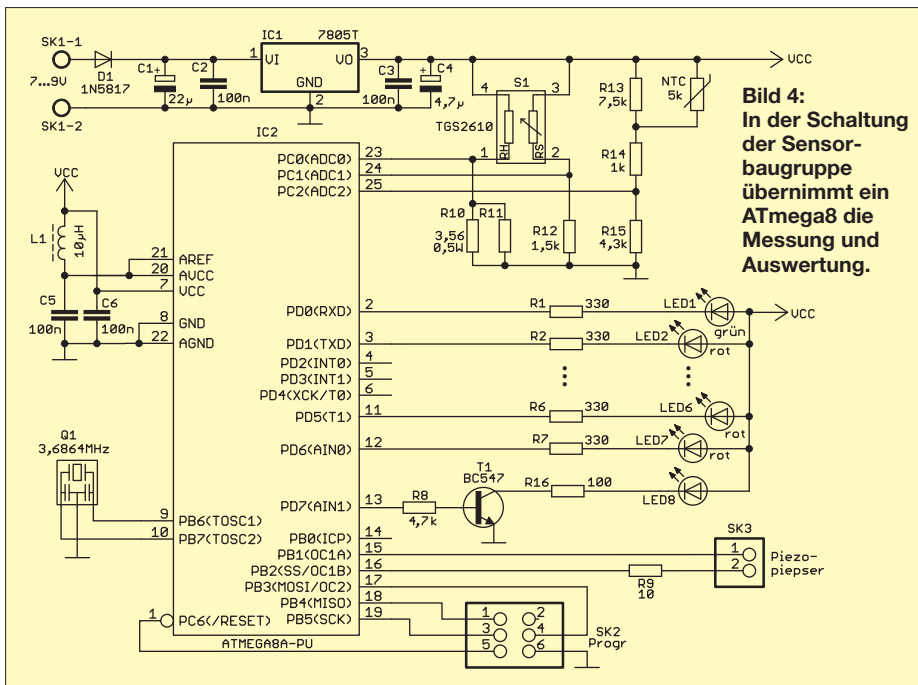 SK1-1
7...9V
SK1-2
D1
1N5817
C1
+
22µ
C2
100n
IC1
7805T
1
VI
VO
3
GND
2
C3
100n
+
C4
4,7µ
VCC
S1
4
3
TGS2610
RH
RS
1
2
R13
7,5k
NTC
5k
R14
1k
R10
3,56
0,5W
R11
R12
1,5k
R15
4,3k
Bild 4:
In der Schaltung
der Sensor-
baugruppe
übernimmt ein
ATmega8 die
Messung und
Auswertung.
IC2
PC0(ADC0)
23
PC1(ADC1)
24
PC2(ADC2)
25
VCC
L1
10µH
C5
100n
C6
100n
21
AREF
20
AVCC
7
VCC
8
GND
22
AGND
PD0(RXD)
2
R1
330
LED1
grün
VCC
PD1(TXD)
3
R2
330
LED2
rot
PD2(INT0)
4
PD3(INT1)
5
PD4(XCK/T0)
6
PD5(T1)
11
R6
330
LED6
rot
PD6(AIN0)
12
R7
330
LED7
rot
T1
BC547
R16
100
LED8
PD7(AIN1)
13
R8
4,7k
Q1
3,6864MHz
9
PB6(TOSC1)
10
PB7(TOSC2)
PB0(ICP)
14
PB1(OC1A)
15
PB2(SS/OC1B)
16
PB3(MOSI/OC2)
17
PB4(MISO)
18
PB5(SCK)
19
R9
10
SK3
1
2
Piezo-
piepser
1
PC6(/RESET)
ATMEGA8A-PU
1
2
3
4
5
6
SK2
Progr